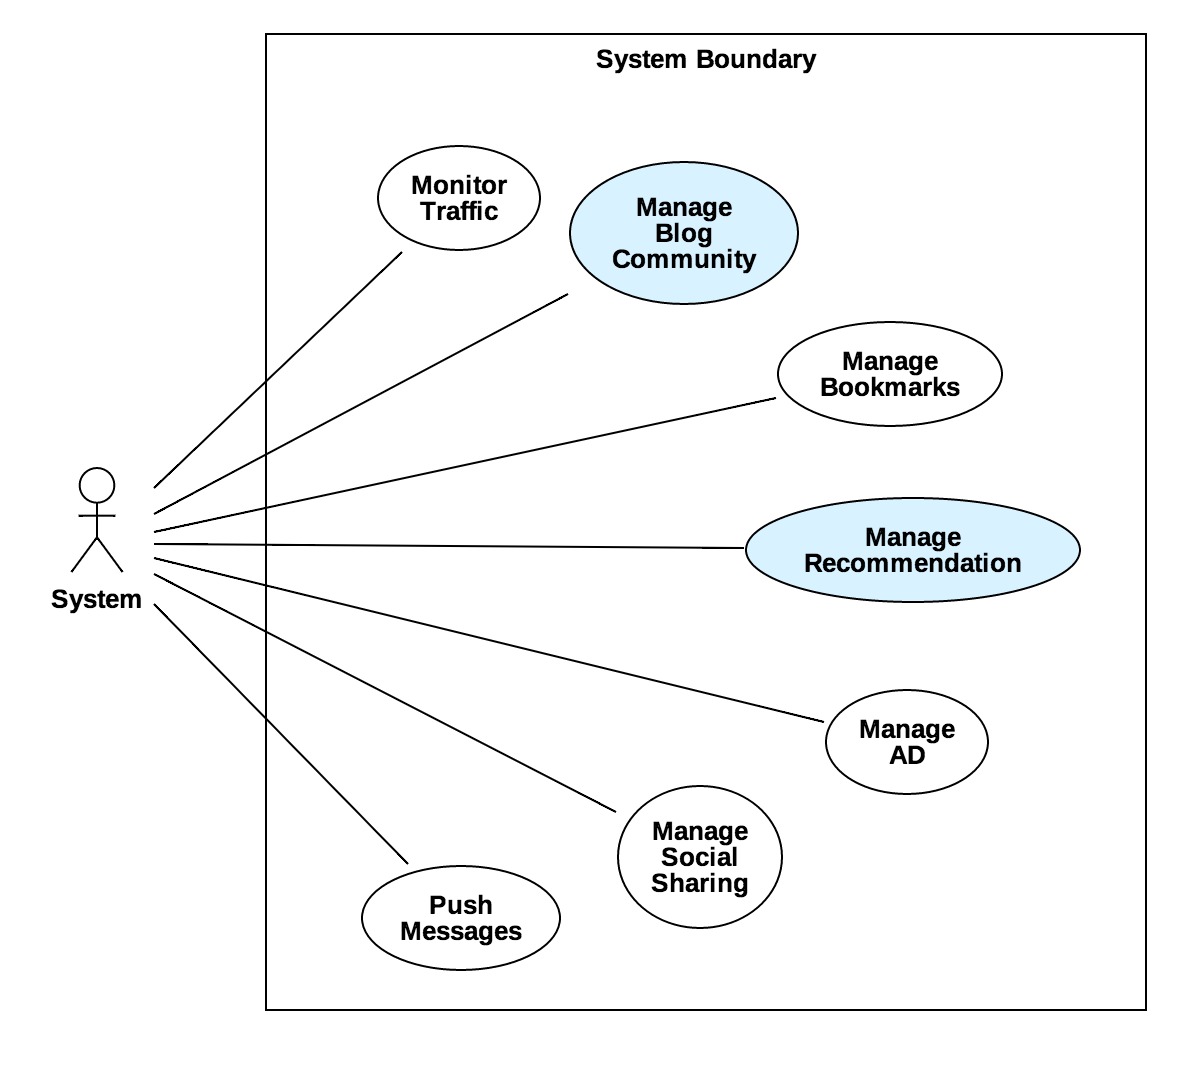 System Boundary
Monitor
Traffic
Manage
Blog
Community
Manage
Bookmarks
Manage
Recommendation
System
Manage
AD
Manage
Social
Sharing
Push
Messages